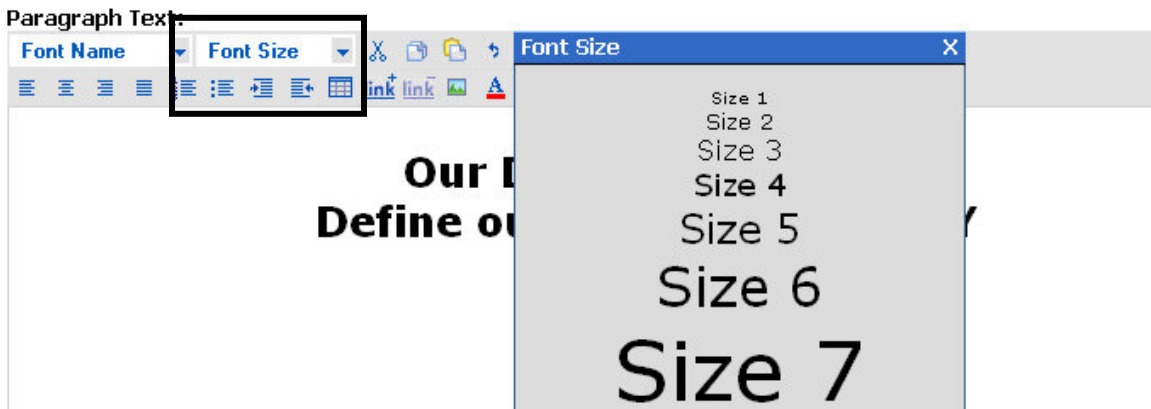 Paragraph Text:
Font Name Font Size
link link A
Font Size X
Size 1
Size 2
Size 3
Size 4
Size 5
Size 6
Size 7
Our
Define